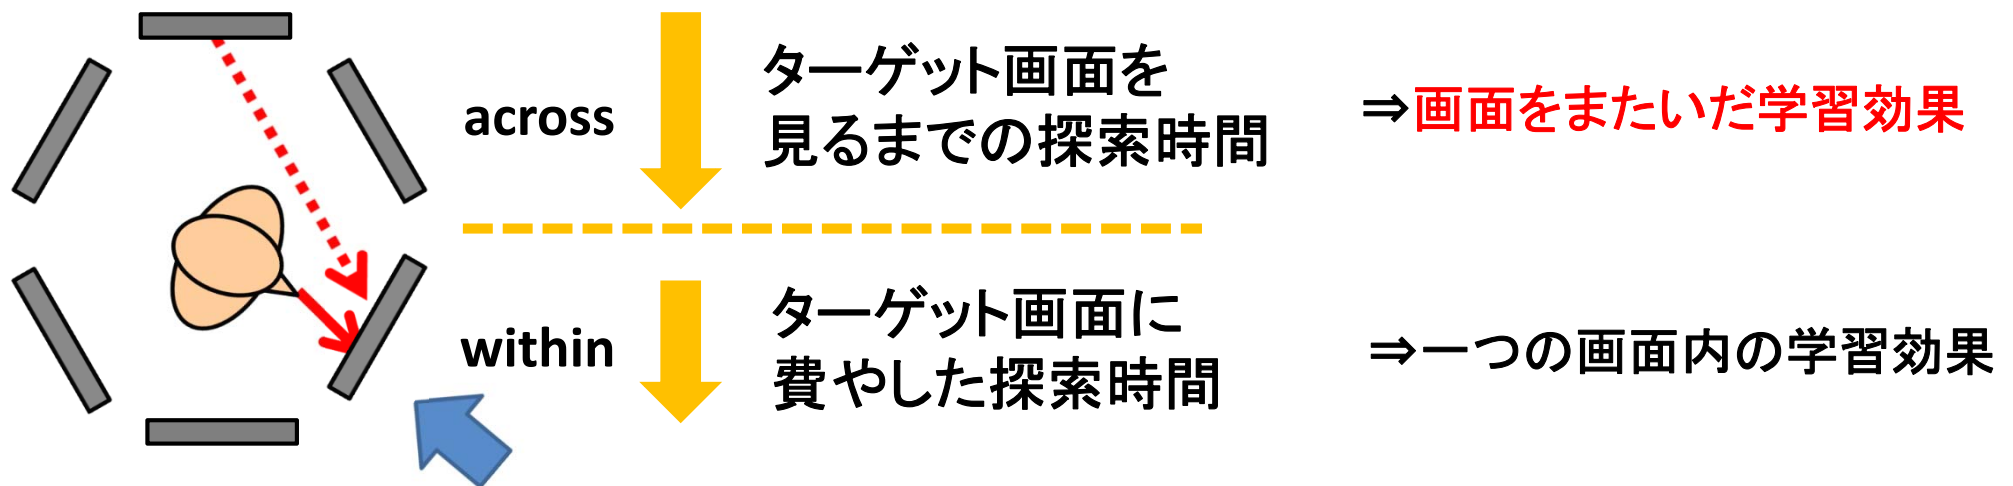 across
ターゲット画面を
見るまでの探索時間
⇒画面をまたいだ学習効果
within
ターゲット画面に
費やした探索時間
⇒一つの画面内の学習効果